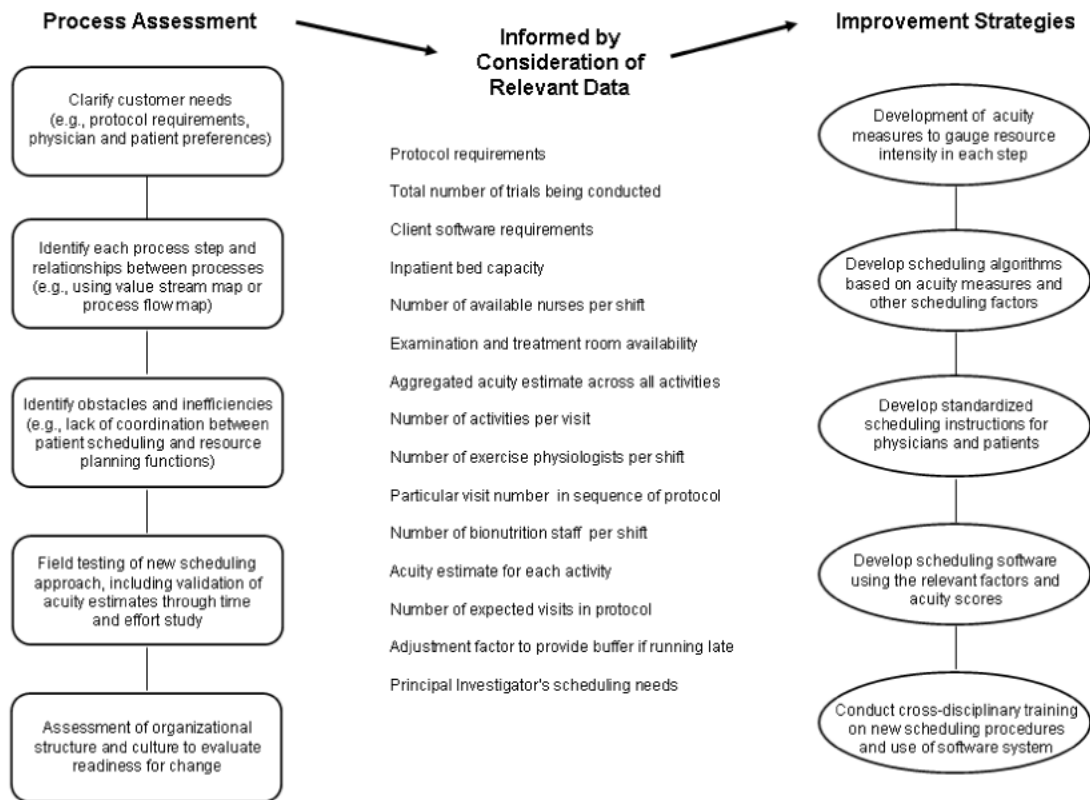 Process Assessment
Informed by
Consideration of
Relevant Data
Improvement Strategies
Clarify customer needs
(e.g., protocol requirements,
physician and patient preferences)
Identify each process step and
relationships between processes
(e.g., using value stream map or
process flow map)
Identify obstacles and inefficiencies
(e.g., lack of coordination between
patient scheduling and resource
planning functions)
Field testing of new scheduling
approach, including validation of
acuity estimates through time
and effort study
Assessment of organizational
structure and culture to evaluate
readiness for change
Protocol requirements
Total number of trials being conducted
Client software requirements
Inpatient bed capacity
Number of available nurses per shift
Examination and treatment room availability
Aggregated acuity estimate across all activities
Number of activities per visit
Number of exercise physiologists per shift
Particular visit number in sequence of protocol
Number of bionutrition staff per shift
Acuity estimate for each activity
Number of expected visits in protocol
Adjustment factor to provide buffer if running late
Principal Investigator's scheduling needs
Development of acuity
measures to gauge resource
intensity in each step
Develop scheduling algorithms
based on acuity measures and
other scheduling factors
Develop standardized
scheduling instructions for
physicians and patients
Develop scheduling software
using the relevant factors and
acuity scores
Conduct cross-disciplinary training
on new scheduling procedures
and use of software system